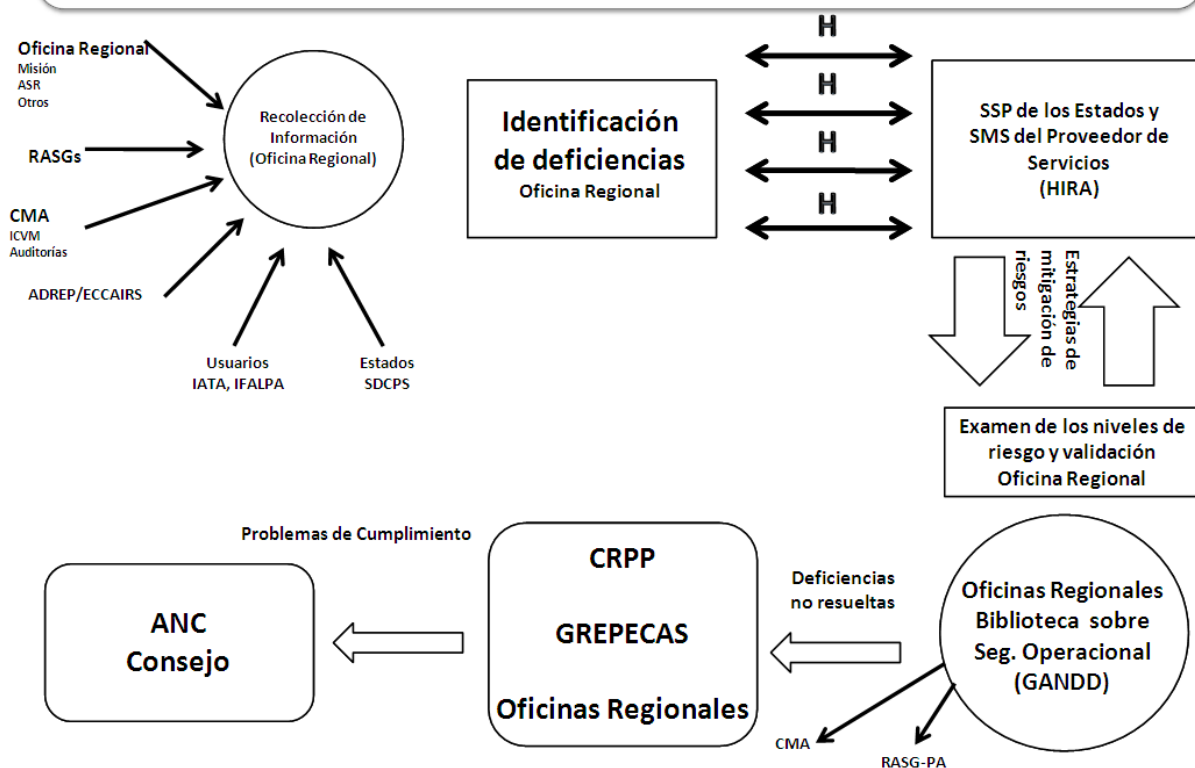 Oficina Regional
Misión
ASR
Otros
RASGs
CMA
ICVM
Auditorías
ADREP/ECCAIRS
Usuarios
IATA, IFALPA
Estados
SDCPS
Recolección de
Información
(Oficina Regional)
Identificación
de deficiencias
Oficina Regional
H
H
H
H
SSP de los Estados y
SMS del Proveedor de
Servicios
(HIRA)
Estrategias de
mitigación de
riesgos
Examen de los niveles de
riesgo y validación
Oficina Regional
Oficinas Regionales
Biblioteca sobre
Seg. Operacional
(GANDD)
CMA
RASG-PA
Deficiencias
no resueltas
CRPP
GREPECAS
Oficinas Regionales
Problemas de Cumplimiento
ANC
Consejo